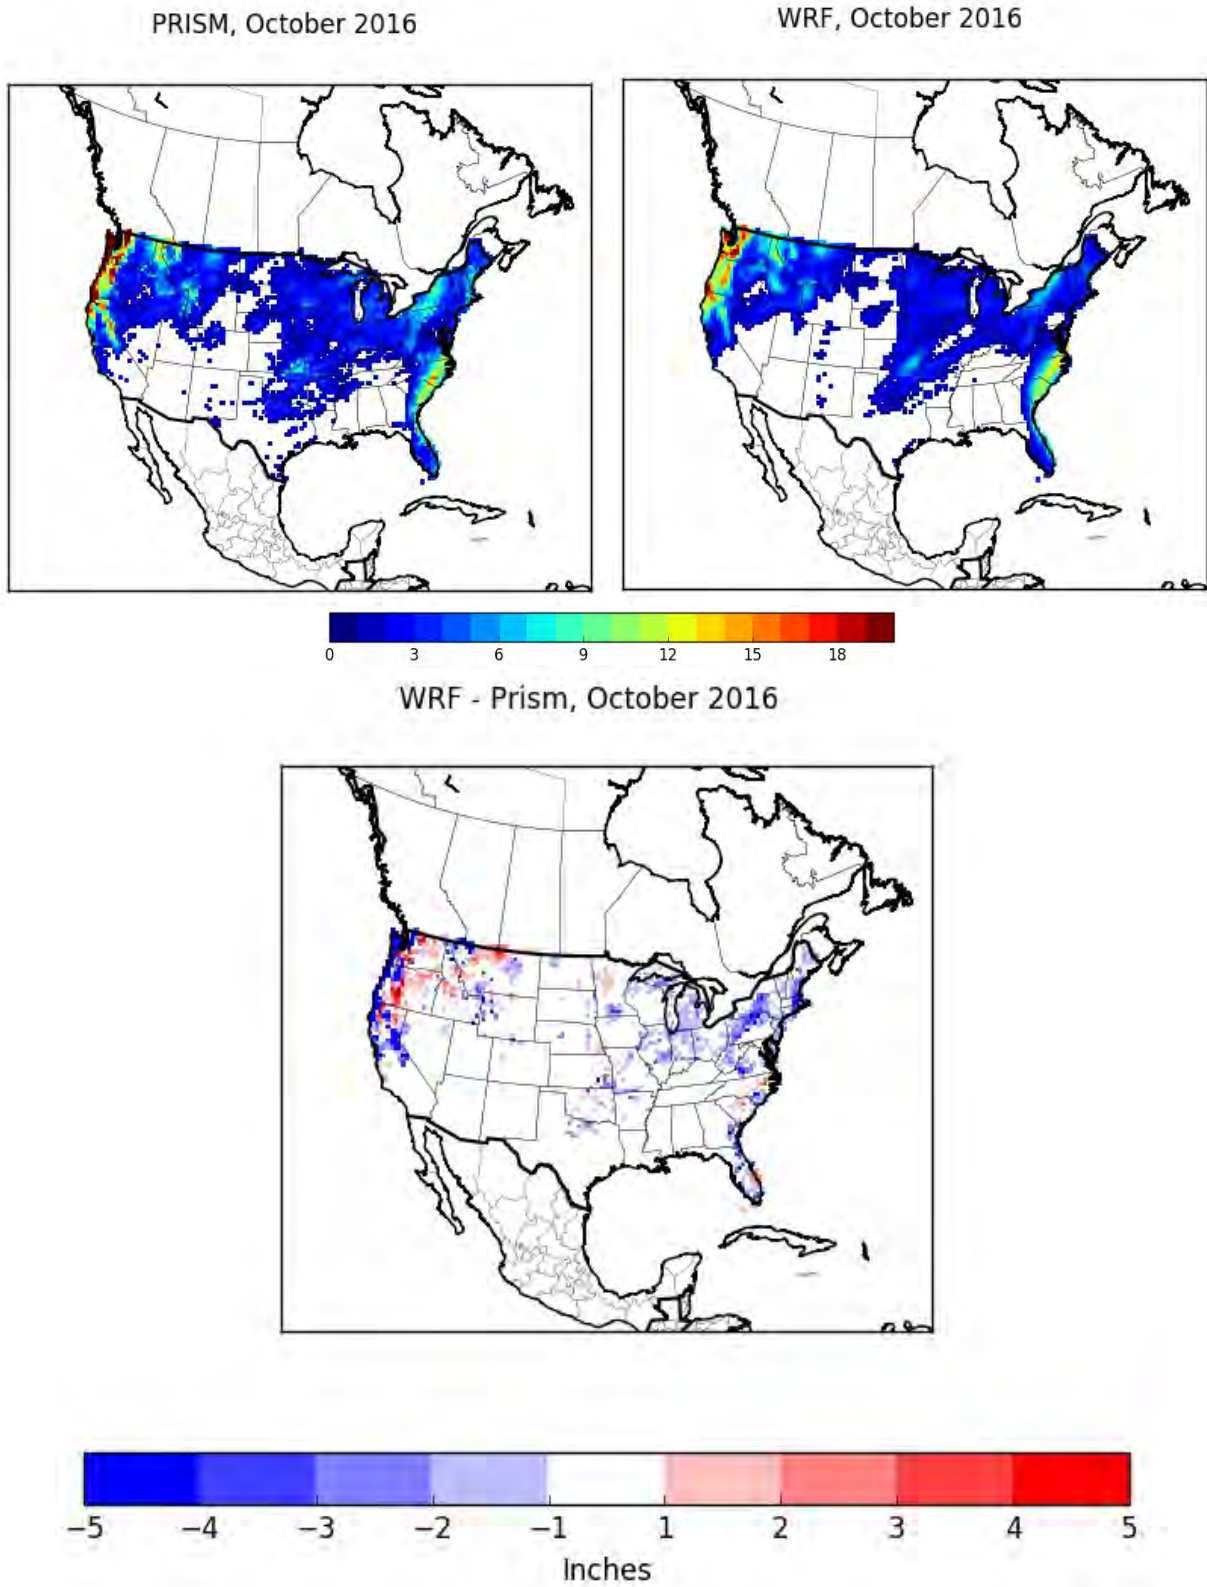 PRISM, October 2016
WRF, October 2016
0 3 6 9 12 15 18
WRF - Prism, October 2016
−5 −4 −3 −2 −1 1 2 3 4 5
Inches